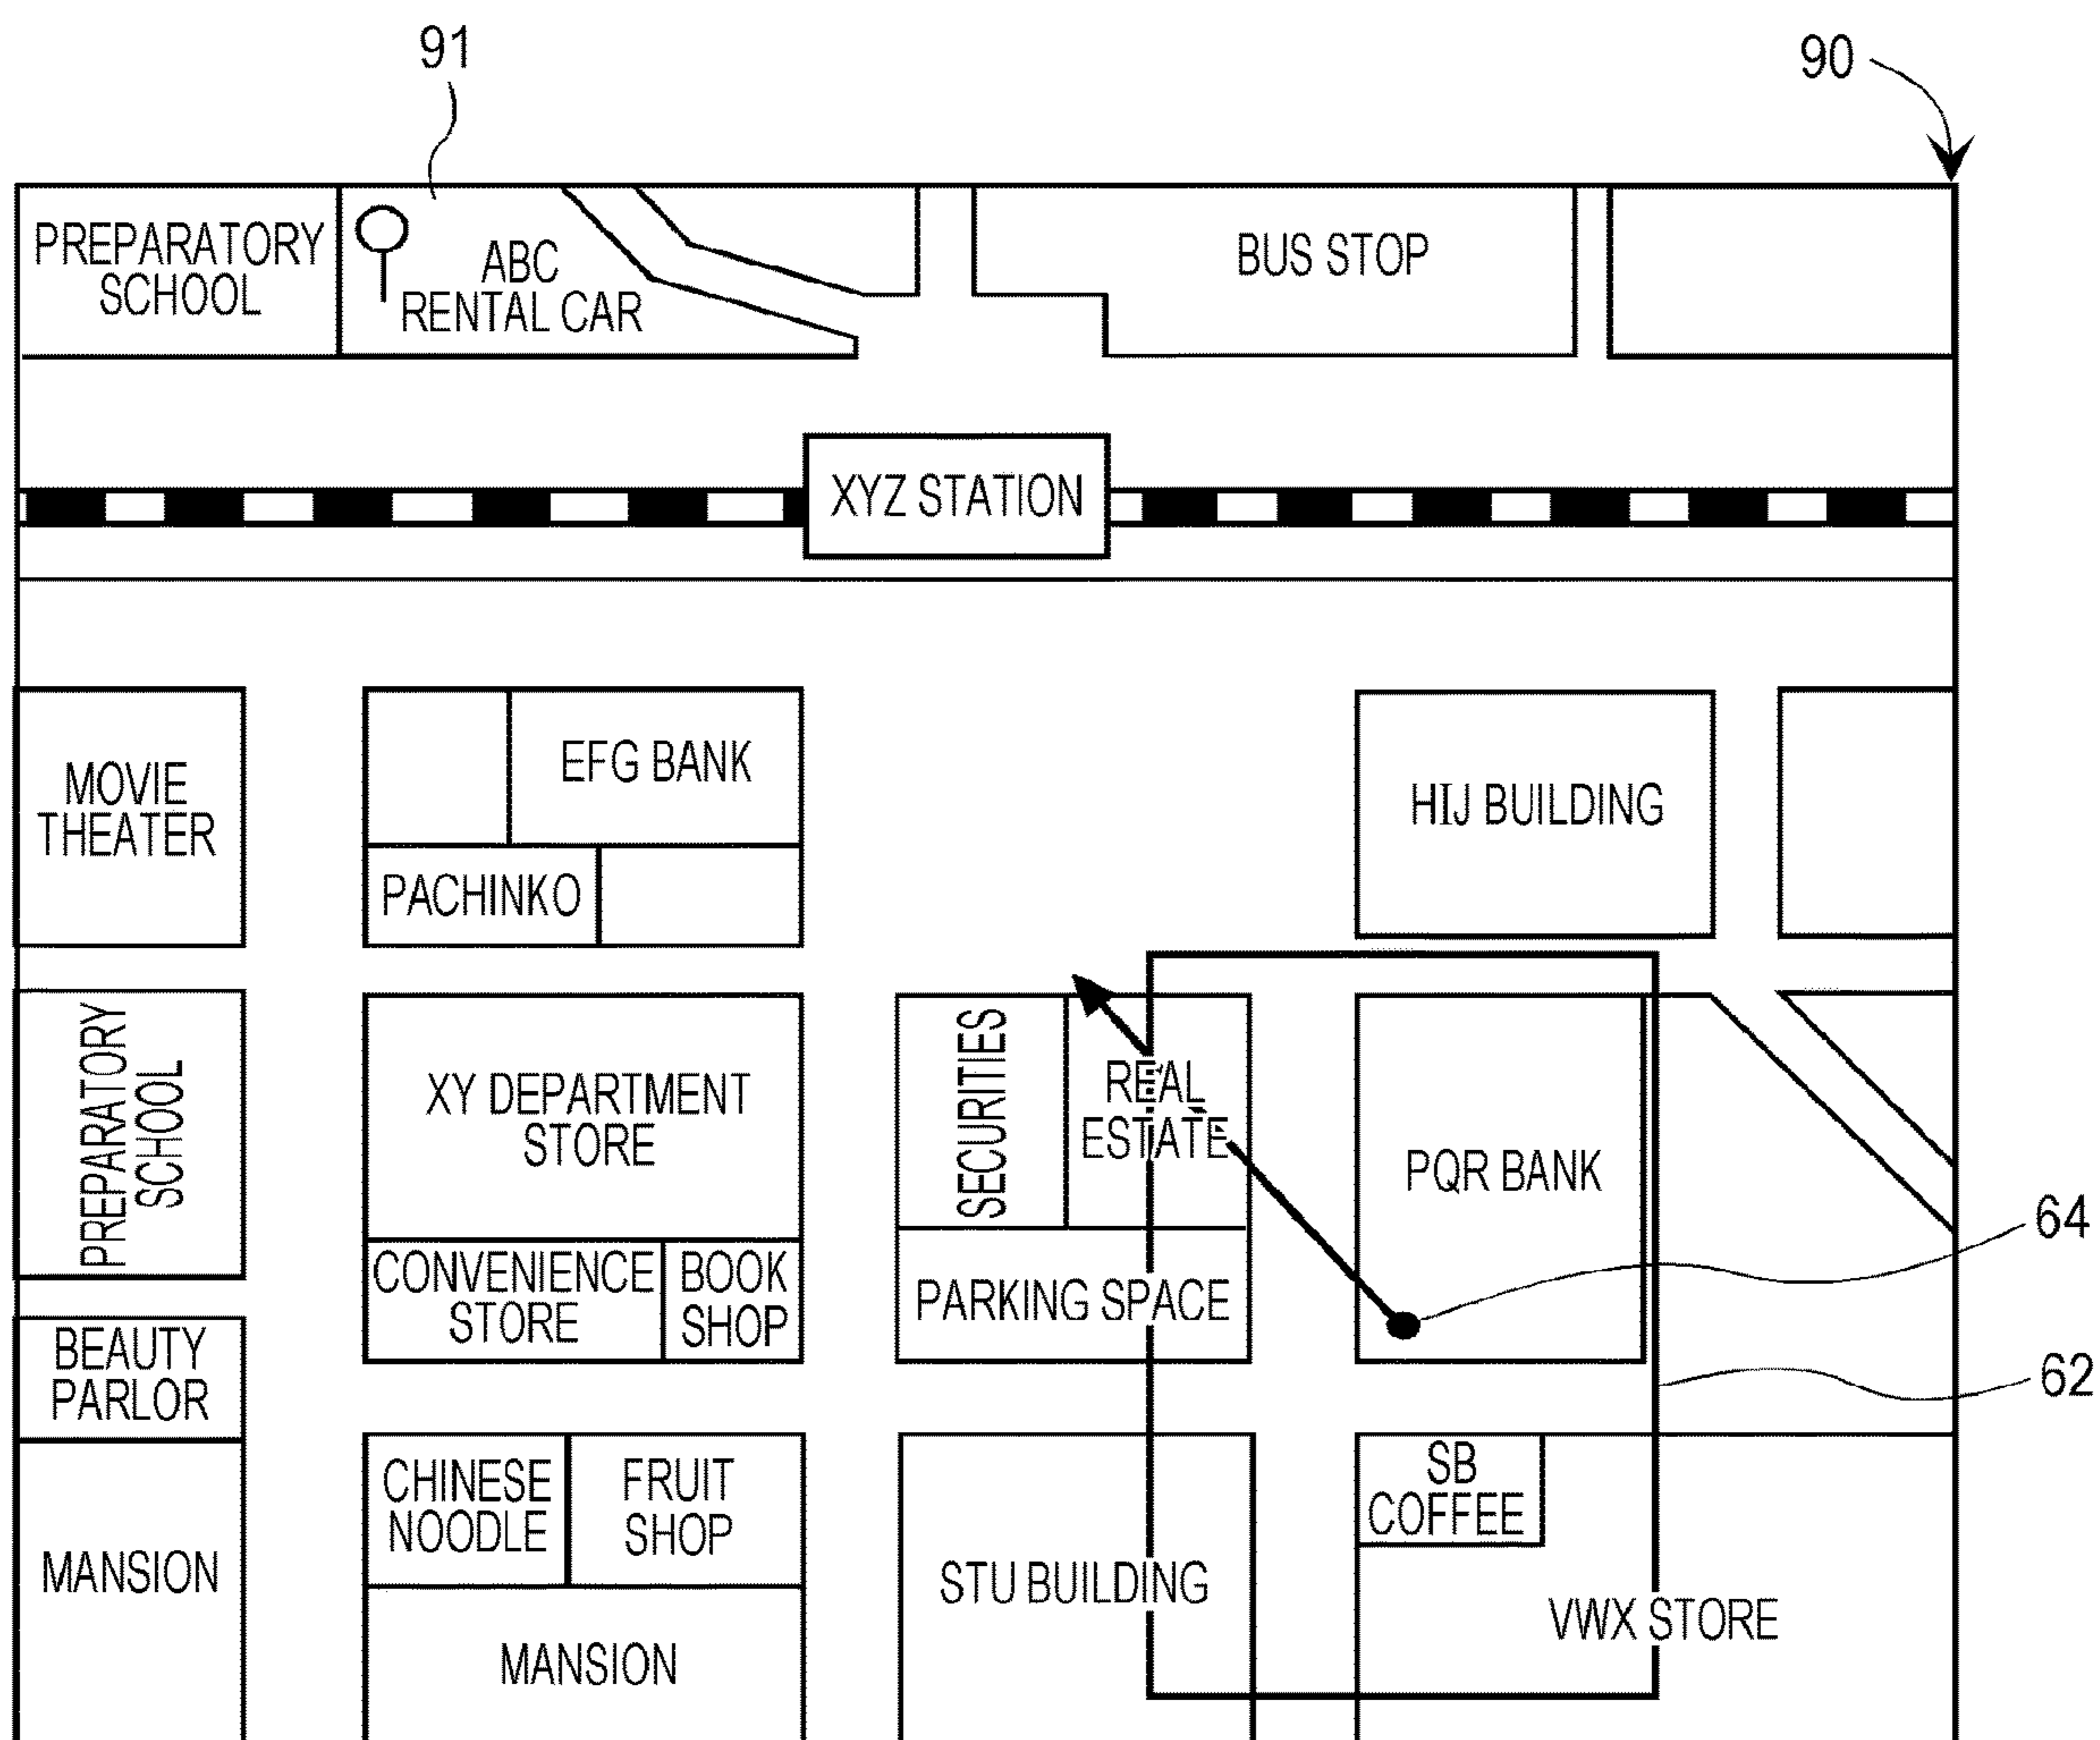 91
90
PREPARATORY
SCHOOL
ABC
RENTAL CAR
BUS STOP
XYZ STATION
MOVIE
THEATER
EFG BANK
PACHINKO
HIJ BUILDING
PREPARATORY
SCHOOL
XY DEPARTMENT
STORE
SECURITIES
REAL
ESTATE
PQR BANK
64
CONVENIENCE
STORE
BOOK
SHOP
PARKING SPACE
62
BEAUTY
PARLOR
CHINESE
NOODLE
FRUIT
SHOP
SB
COFFEE
MANSION
STU BUILDING
VWX STORE
MANSION